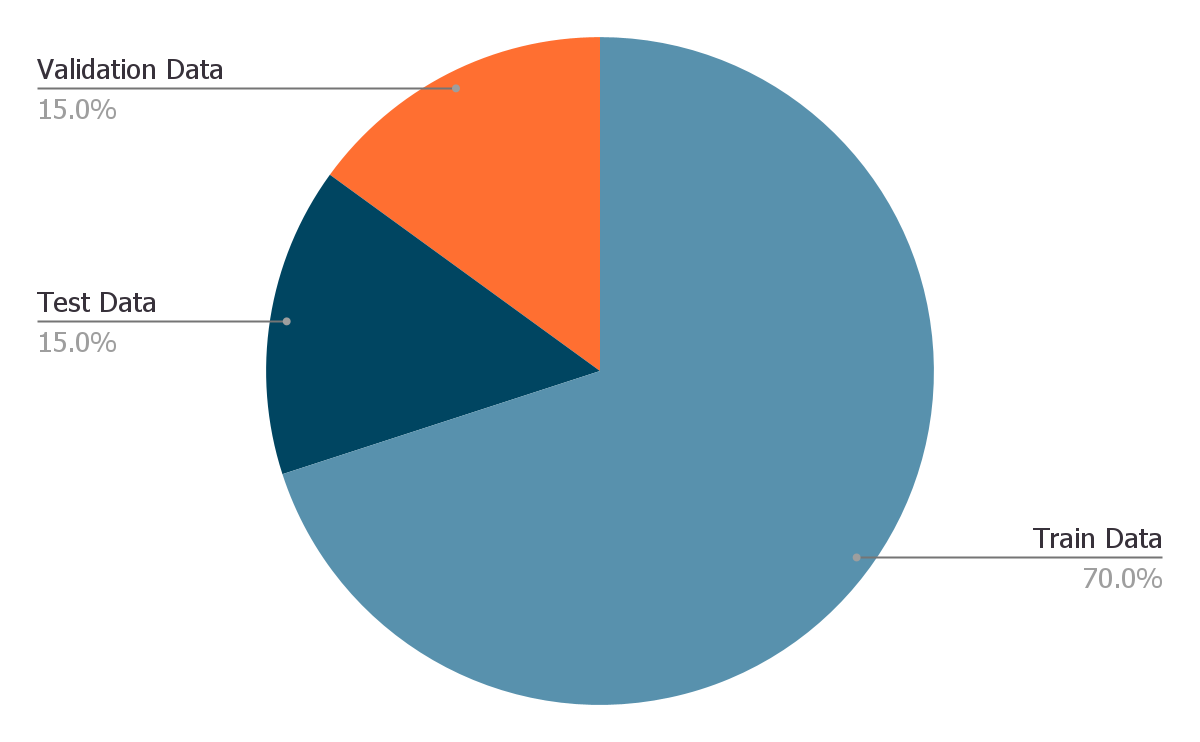 Validation Data
15.0%
Test Data
15.0%
Train Data
70.0%